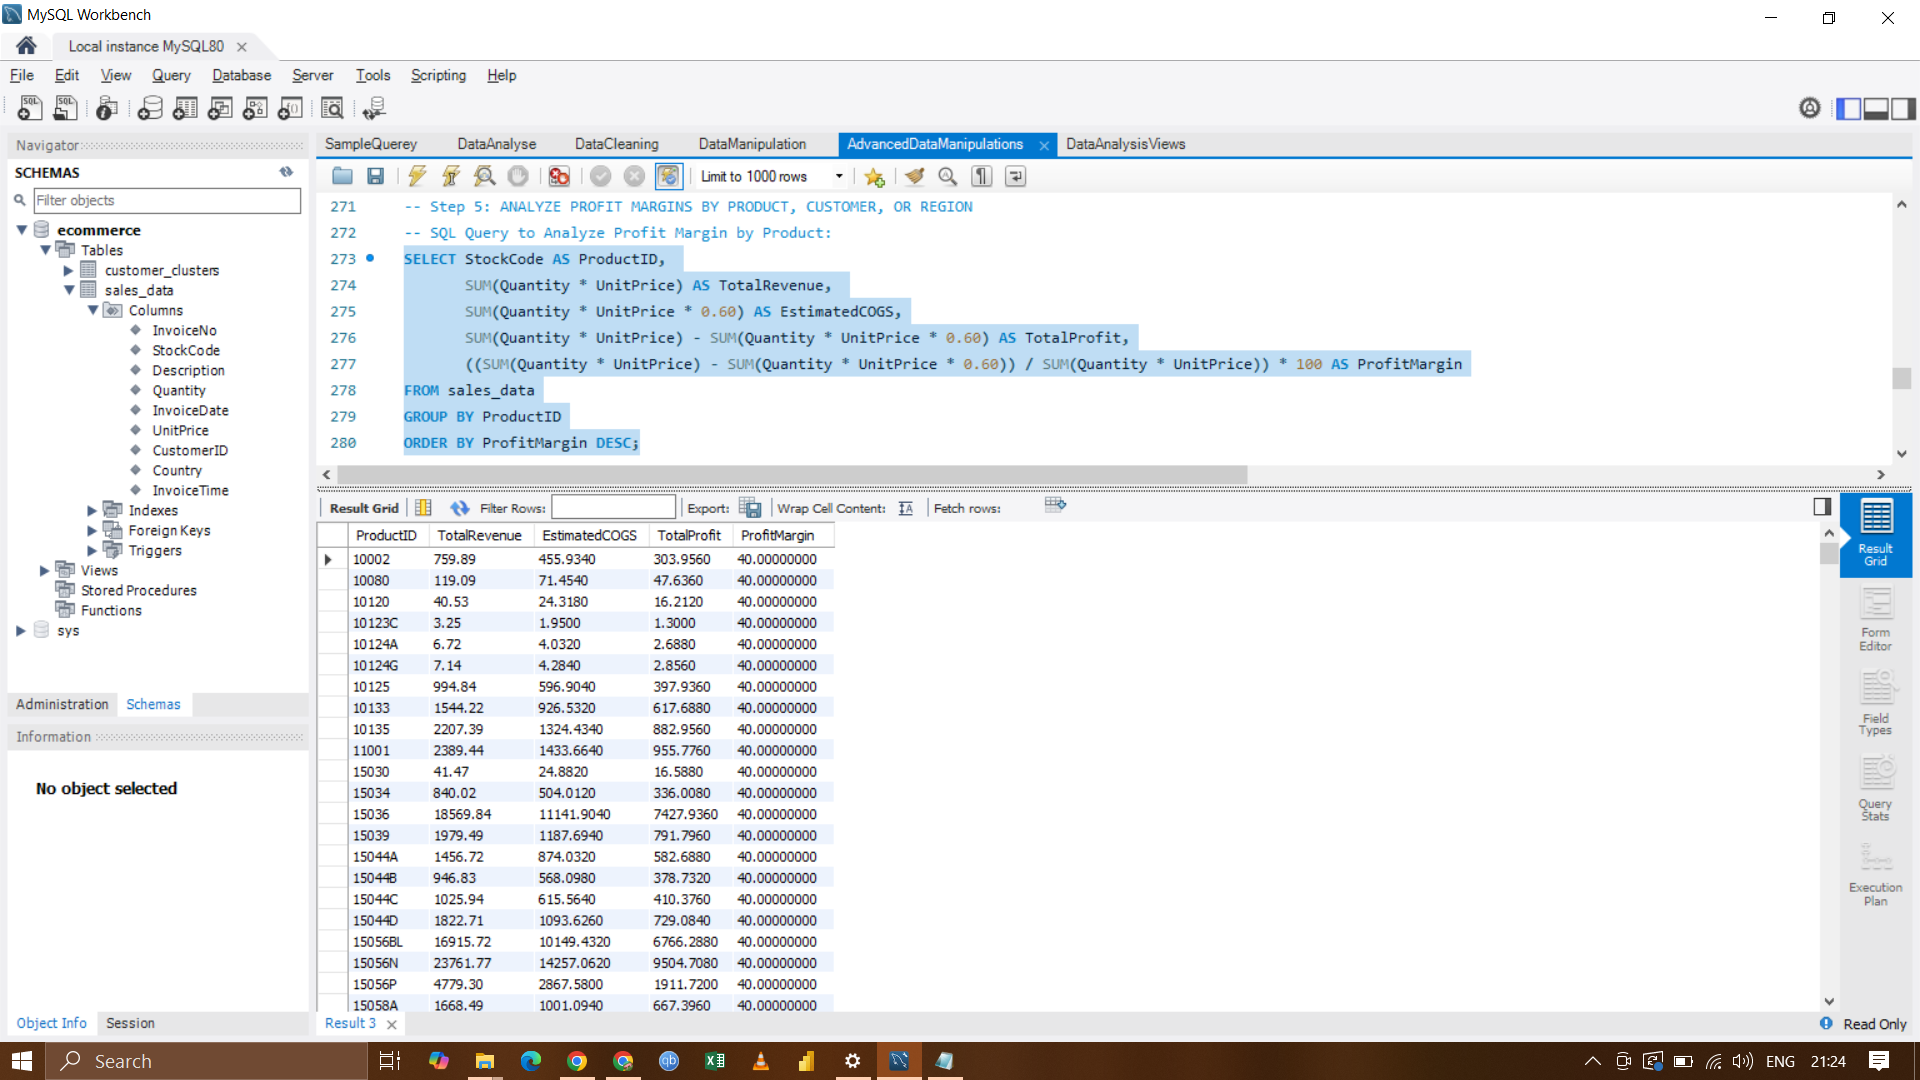 MySQL Workbench
Local instance MySQL80
File Edit View Query Database Server Tools Scripting Help
Navigator
SCHEMAS
Filter objects
ecommerce
Tables
customer_clusters
sales_data
Columns
InvoiceNo
StockCode
Description
Quantity
InvoiceDate
UnitPrice
CustomerID
Country
InvoiceTime
Indexes
Foreign Keys
Triggers
Views
Stored Procedures
Functions
sys
Administration Schemas
Information
No object selected
Object Info Session
SampleQuerey DataAnalyse DataCleaning DataManipulation AdvancedDataManipulations DataAnalysisViews
Limit to 1000 rows
271 -- Step 5: ANALYZE PROFIT MARGINS BY PRODUCT, CUSTOMER, OR REGION
272 -- SQL Query to Analyze Profit Margin by Product:
273 SELECT StockCode AS ProductID,
274 SUM(Quantity * UnitPrice) AS TotalRevenue,
275 SUM(Quantity * UnitPrice * 0.60) AS EstimatedCOGS,
276 SUM(Quantity * UnitPrice) - SUM(Quantity * UnitPrice * 0.60) AS TotalProfit,
277 ((SUM(Quantity * UnitPrice) - SUM(Quantity * UnitPrice * 0.60)) / SUM(Quantity * UnitPrice)) * 100 AS ProfitMargin
278 FROM sales_data
279 GROUP BY ProductID
280 ORDER BY ProfitMargin DESC;
Result Grid Filter Rows: Export: Wrap Cell Content: Fetch rows:
ProductID TotalRevenue EstimatedCOGS TotalProfit ProfitMargin
10002 759.89 455.9340 303.9560 40.00000000
10080 119.09 71.4540 47.6360 40.00000000
10120 40.53 24.3180 16.2120 40.00000000
10123C 3.25 1.9500 1.3000 40.00000000
10124A 6.72 4.0320 2.6880 40.00000000
10124G 7.14 4.2840 2.8560 40.00000000
10125 994.84 596.9040 397.9360 40.00000000
10133 1544.22 926.5320 617.6880 40.00000000
10135 2207.39 1324.4340 882.9560 40.00000000
11001 2389.44 1433.6640 955.7760 40.00000000
15030 41.47 24.8820 16.5880 40.00000000
15034 840.02 504.0120 336.0080 40.00000000
15036 18569.84 11141.9040 7427.9360 40.00000000
15039 1979.49 1187.6940 791.7960 40.00000000
15044A 1456.72 874.0320 582.6880 40.00000000
15044B 946.83 568.0980 378.7320 40.00000000
15044C 1025.94 615.5640 410.3760 40.00000000
15044D 1822.71 1093.6260 729.0840 40.00000000
15056BL 16915.72 10149.4320 6766.2880 40.00000000
15056N 23761.77 14257.0620 9504.7080 40.00000000
15056P 4779.30 2867.5800 1911.7200 40.00000000
15058A 1668.49 1001.0940 667.3960 40.00000000
Result 3
Result
Grid
Form
Editor
Field
Types
Query
Stats
Execution
Plan
Read Only
Search
ENG 21:24